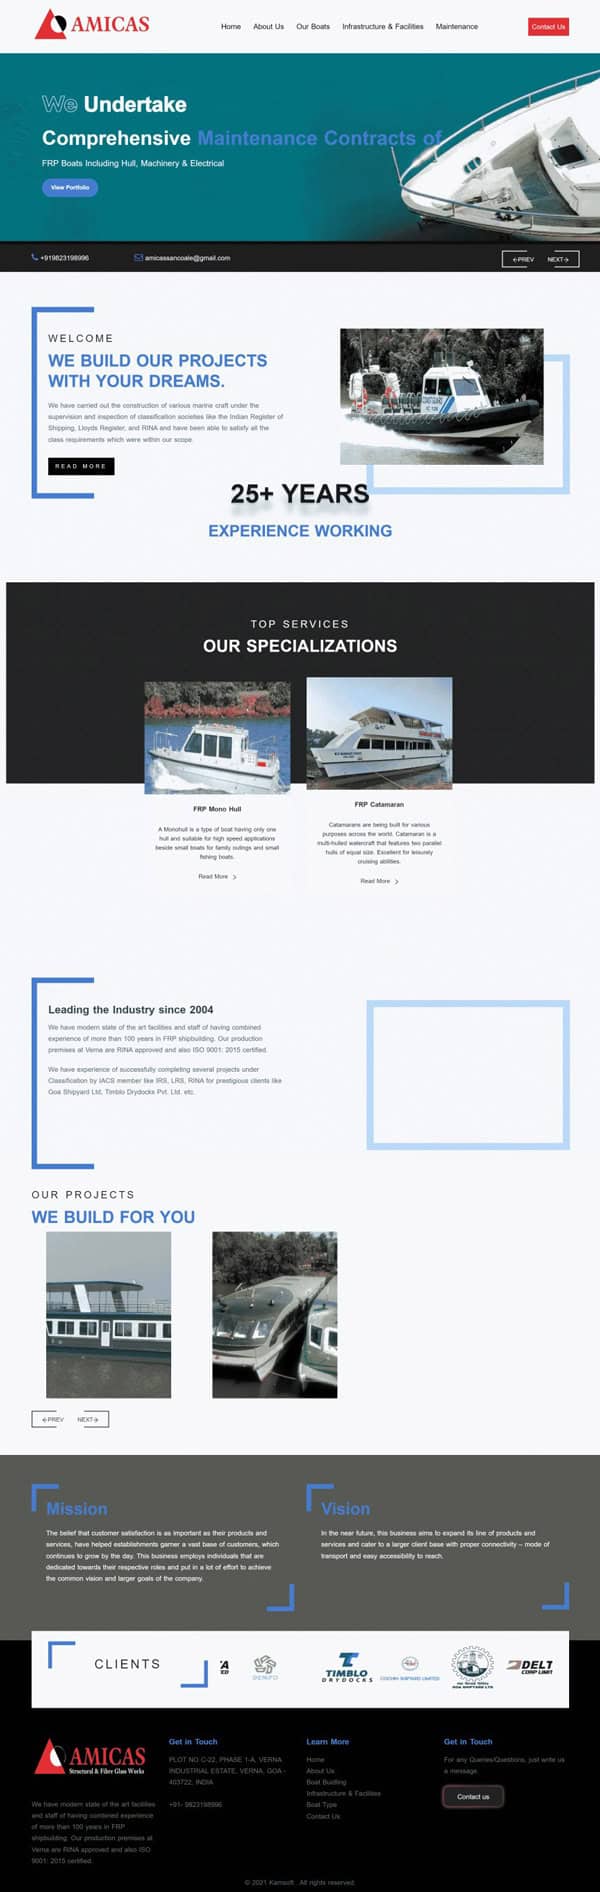 AMICAS
Home About Us Our Boats Infrastructure & Facilities Maintenance Contact Us
We Undertake
Comprehensive Maintenance Contracts of
FRP Boats Including Hull, Machinery & Electrical
View Portfolio
+919823198996 amicassancoale@gmail.com PREV NEXT
WELCOME
WE BUILD OUR PROJECTS
WITH YOUR DREAMS.
We have carried out the construction of various marine craft under the
supervision and inspection of classification societies like the Indian Register of
Shipping, Lloyds Register, and RINA and have been able to satisfy all the
class requirements which were within our scope.
READ MORE
COAST GUARD
25+ YEARS
EXPERIENCE WORKING
TOP SERVICES
OUR SPECIALIZATIONS
FRP Mono Hull
A Monohull is a type of boat having only one
hull and suitable for high speed applications
beside small boats for family outings and small
fishing boats.
Read More
FRP Catamaran
Catamarans are being built for various
purposes across the world. Catamaran is a
multi-hulled watercraft that features two parallel
hulls of equal size. Excellent for leisurely
cruising abilities.
Read More
Leading the Industry since 2004
We have modern state of the art facilities and staff of having combined
experience of more than 100 years in FRP shipbuilding. Our production
premises at Verna are RINA approved and also ISO 9001: 2015 certified.
We have experience of successfully completing several projects under
Classification by IACS member like IRS, LRS, RINA for prestigious clients like
Goa Shipyard Ltd, Timblo Drydocks Pvt. Ltd. etc.
OUR PROJECTS
WE BUILD FOR YOU
PREV NEXT
Mission
The belief that customer satisfaction is as important as their products and
services, have helped establishments garner a vast base of customers, which
continues to grow by the day. This business employs individuals that are
dedicated towards their respective roles and put in a lot of effort to achieve
the common vision and larger goals of the company.
Vision
In the near future, this business aims to expand its line of products and
services and cater to a larger client base with proper connectivity – mode of
transport and easy accessibility to reach.
CLIENTS
TIMBLO
DRYDOCKS
COCHIN SHIPYARD LIMITED
GOA SHIPYARD LTD
DELT
CORP LIMIT
AMICAS
Structural & Fiber Glass Works
We have modern state of the art facilities
and staff of having combined experience
of more than 100 years in FRP
shipbuilding. Our production premises at
Verna are RINA approved and also ISO
9001: 2015 certified.
Get in Touch
PLOT NO C-22, PHASE 1-A, VERNA
INDUSTRIAL ESTATE, VERNA, GOA -
403722, INDIA
+91- 9823198996
Learn More
Home
About Us
Boat Buidling
Infrastructure & Facilities
Boat Type
Contact Us
Get in Touch
For any Queries/Questions, just write us
a message.
Contact us
© 2021 Kamsoft . All rights reserved.